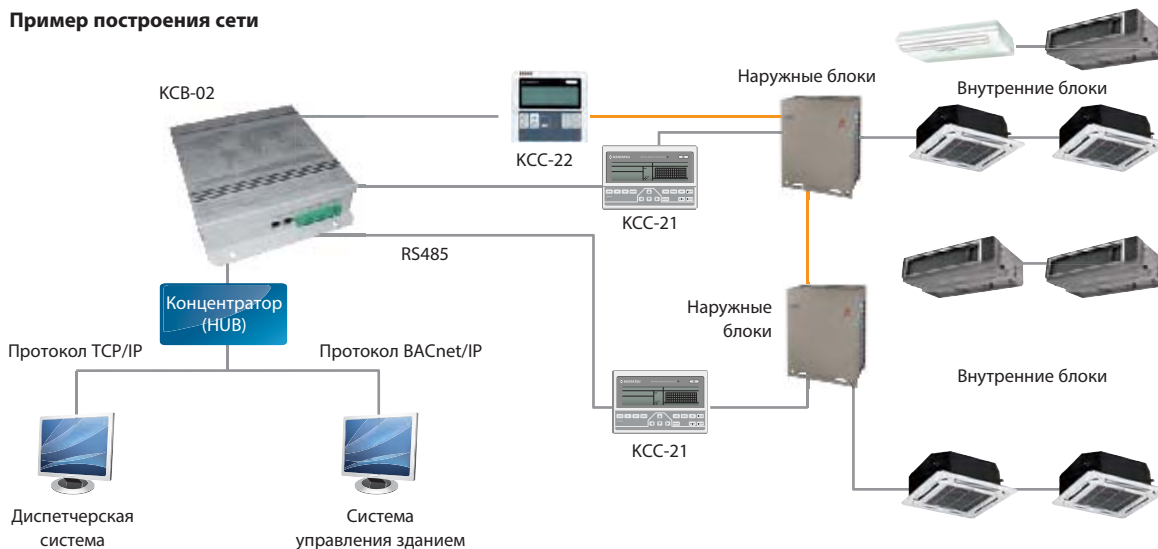 Пример построения сети
KCB-02
Наружные блоки
Внутренние блоки
KCC-22
KCC-21
RS485
Концентратор
(HUB)
Наружные
блоки
Протокол TCP/IP
Протокол BACnet/IP
Внутренние блоки
KCC-21
Диспетчерская
система
Система
управления зданием